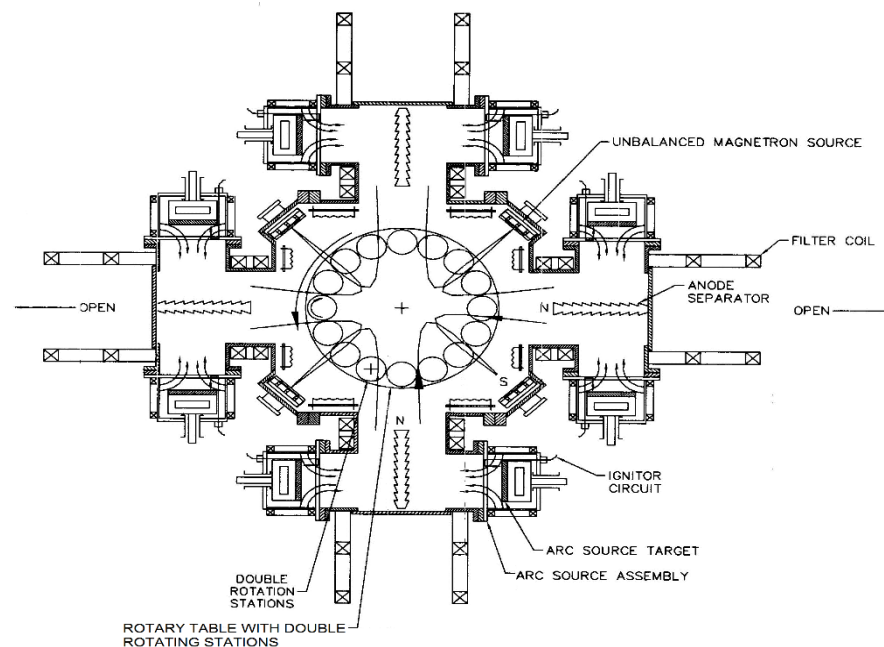 UNBALANCED MAGNETRON SOURCE
FILTER COIL
ANODE
SEPARATOR
OPEN
N
OPEN
S
N
IGNITOR
CIRCUIT
ARC SOURCE TARGET
ARC SOURCE ASSEMBLY
DOUBLE
ROTATION
STATIONS
ROTARY TABLE WITH DOUBLE
ROTATING STATIONS